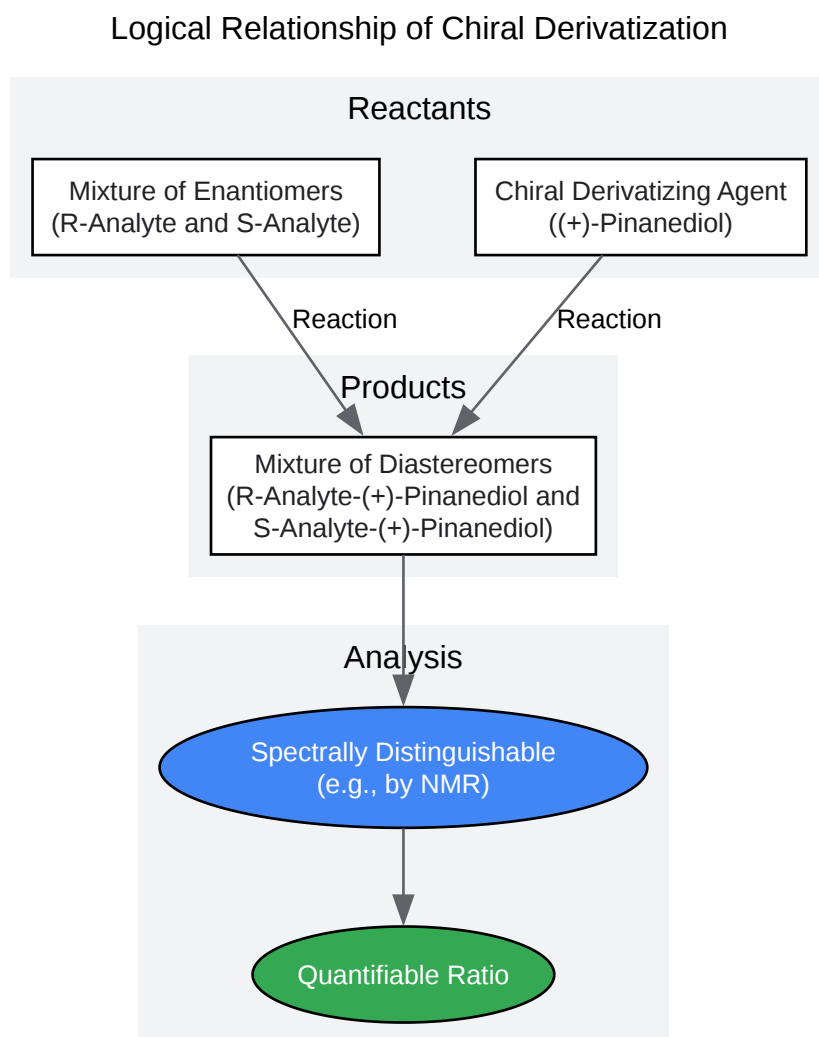 Logical Relationship of Chiral Derivatization
Reactants
Mixture of Enantiomers
(R-Analyte and S-Analyte)
Chiral Derivatizing Agent
((+)-Pinanediol)
Reaction
Reaction
Products
Mixture of Diastereomers
(R-Analyte-(+)-Pinanediol and
S-Analyte-(+)-Pinanediol)
Analysis
Spectrally Distinguishable
(e.g., by NMR)
Quantifiable Ratio